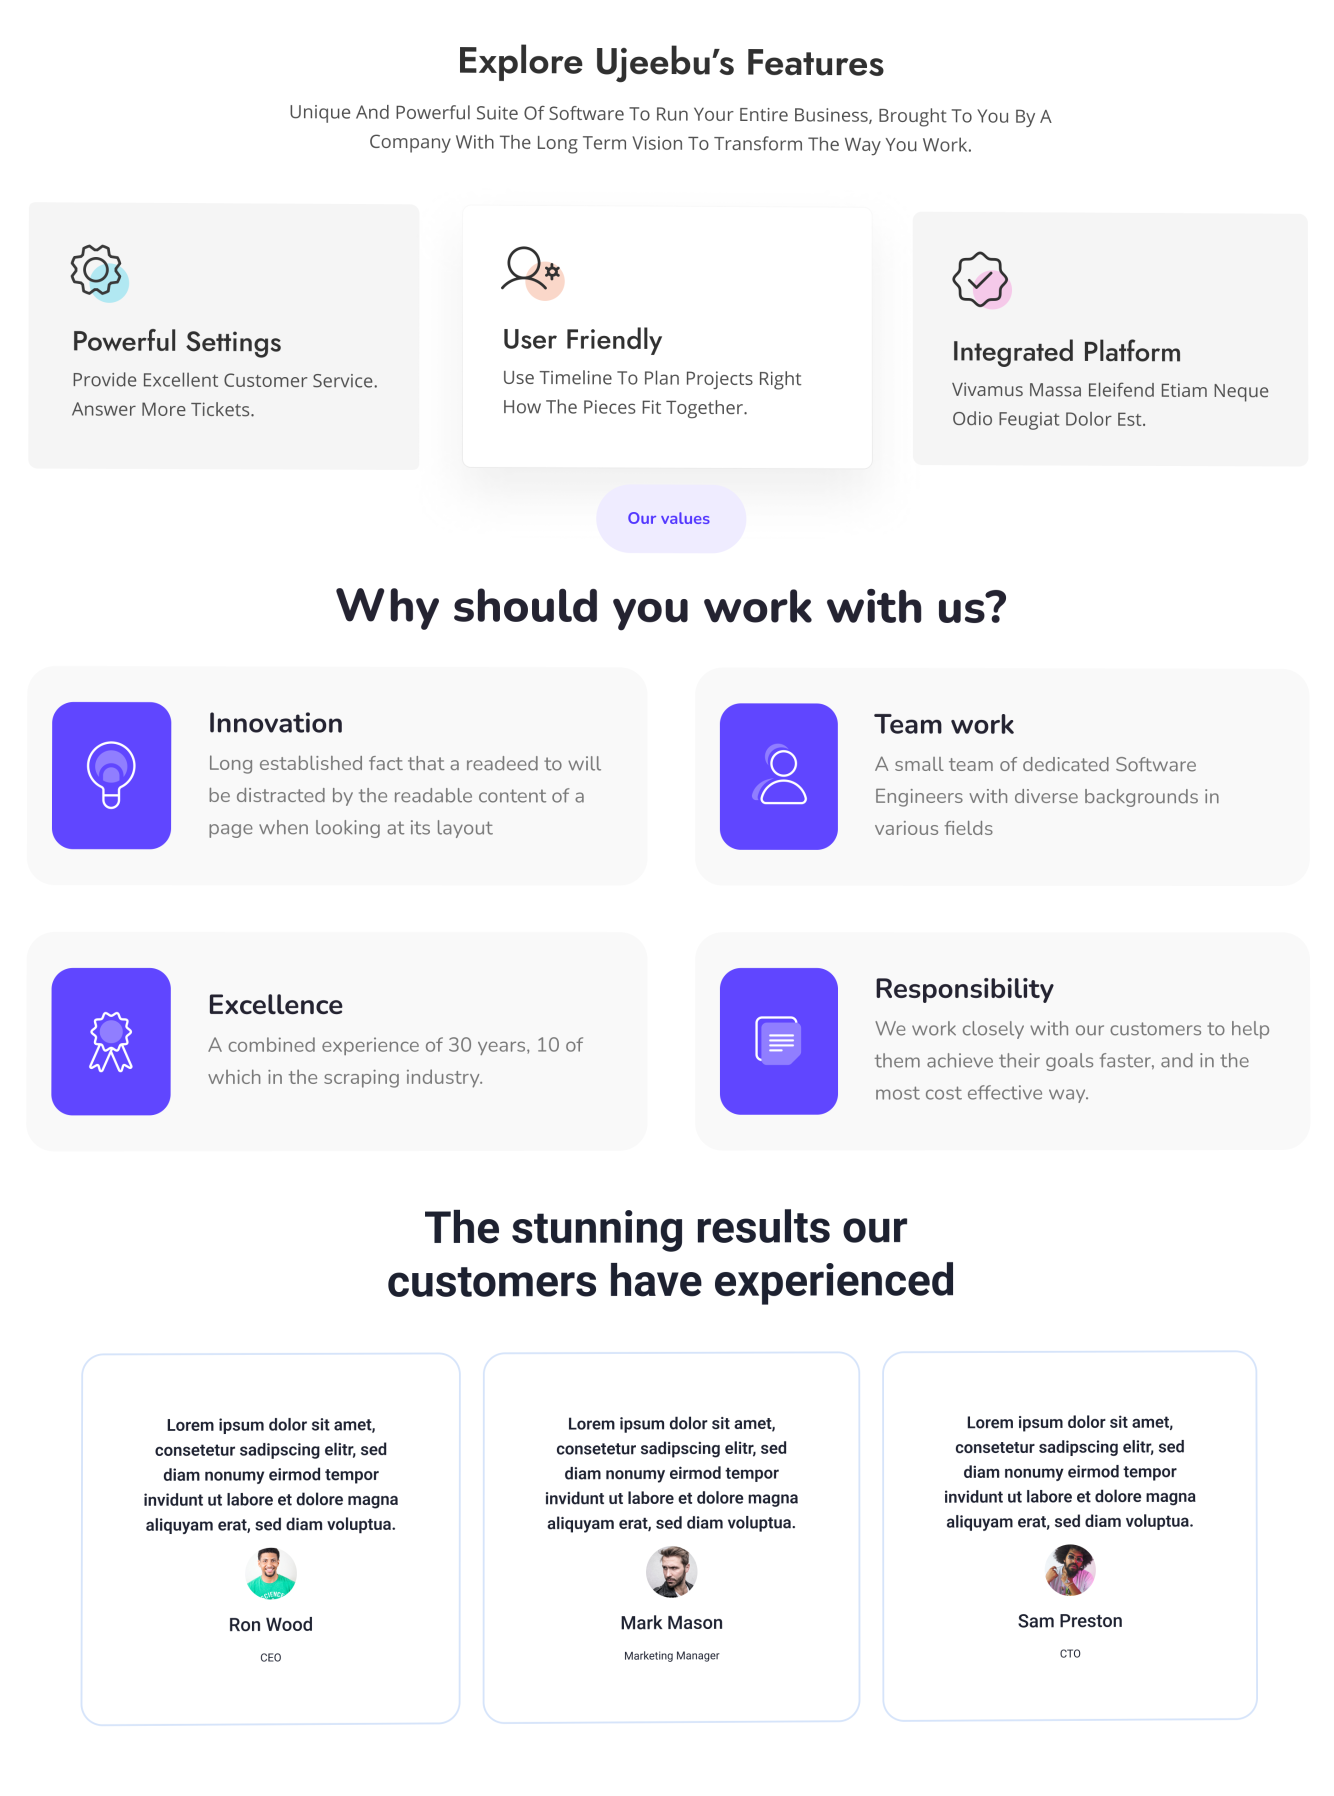 Explore Ujeebu’s Features
Unique And Powerful Suite Of Software To Run Your Entire Business, Brought To You By A
Company With The Long Term Vision To Transform The Way You Work.
Powerful Settings
Provide Excellent Customer Service.
Answer More Tickets.
User Friendly
Use Timeline To Plan Projects Right
How The Pieces Fit Together.
Integrated Platform
Vivamus Massa Eleifend Etiam Neque
Odio Feugiat Dolor Est.
Our values
Why should you work with us?
Innovation
Long established fact that a readeed to will
be distracted by the readable content of a
page when looking at its layout
Team work
A small team of dedicated Software
Engineers with diverse backgrounds in
various fields
Excellence
A combined experience of 30 years, 10 of
which in the scraping industry.
Responsibility
We work closely with our customers to help
them achieve their goals faster, and in the
most cost effective way.
The stunning results our
customers have experienced
Lorem ipsum dolor sit amet,
consetetur sadipscing elitr, sed
diam nonumy eirmod tempor
invidunt ut labore et dolore magna
aliquyam erat, sed diam voluptua.
Ron Wood
CEO
Lorem ipsum dolor sit amet,
consetetur sadipscing elitr, sed
diam nonumy eirmod tempor
invidunt ut labore et dolore magna
aliquyam erat, sed diam voluptua.
Mark Mason
Marketing Manager
Lorem ipsum dolor sit amet,
consetetur sadipscing elitr, sed
diam nonumy eirmod tempor
invidunt ut labore et dolore magna
aliquyam erat, sed diam voluptua.
Sam Preston
CTO